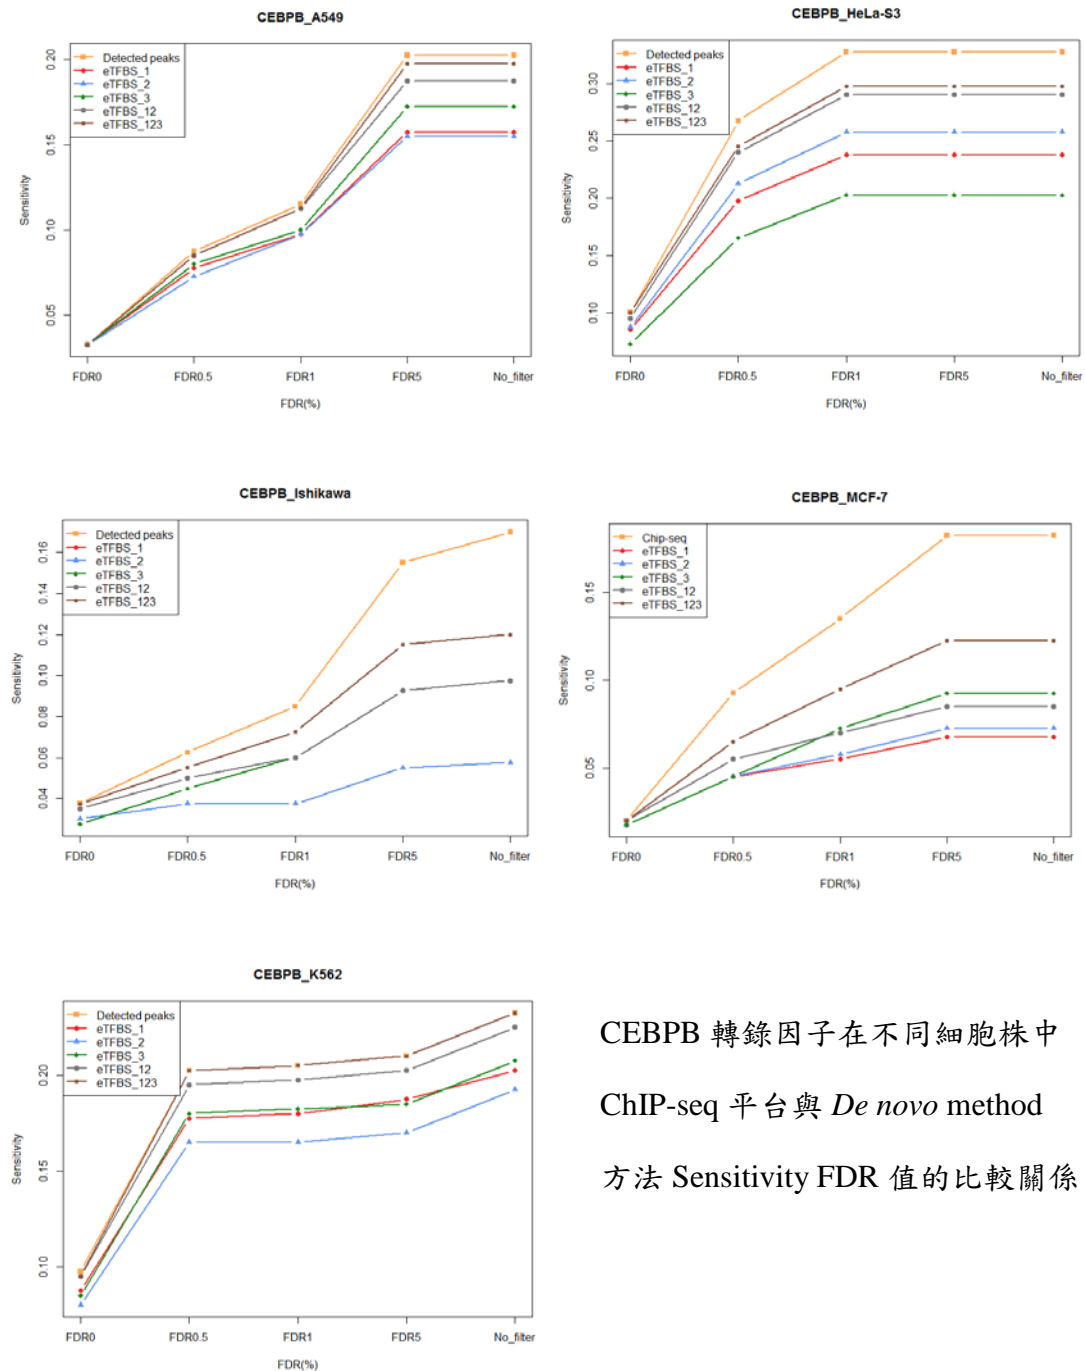 CEBPB_A549
Detected peaks
eTFBS_1
eTFBS_2
eTFBS_3
eTFBS_12
eTFBS_123
Sensitivity
0.20
0.15
0.10
0.05
FDR0
FDR0.5
FDR1
FDR5
No_filter
FDR(%)
CEBPB_HeLa-S3
Detected peaks
eTFBS_1
eTFBS_2
eTFBS_3
eTFBS_12
eTFBS_123
Sensitivity
0.30
0.25
0.20
0.15
0.10
FDR0
FDR0.5
FDR1
FDR5
No_filter
FDR(%)
CEBPB_Ishikawa
Detected peaks
eTFBS_1
eTFBS_2
eTFBS_3
eTFBS_12
eTFBS_123
Sensitivity
0.16
0.14
0.12
0.10
0.08
0.06
0.04
FDR0
FDR0.5
FDR1
FDR5
No_filter
FDR(%)
CEBPB_MCF-7
Chip-seq
eTFBS_1
eTFBS_2
eTFBS_3
eTFBS_12
eTFBS_123
Sensitivity
0.15
0.10
0.05
FDR0
FDR0.5
FDR1
FDR5
No_filter
FDR(%)
CEBPB_K562
Detected peaks
eTFBS_1
eTFBS_2
eTFBS_3
eTFBS_12
eTFBS_123
Sensitivity
0.20
0.15
0.10
FDR0
FDR0.5
FDR1
FDR5
No_filter
FDR(%)
CEBPB 轉錄因子在不同細胞株中
ChIP-seq 平台與 De novo method
方法 Sensitivity FDR 值的比較關係